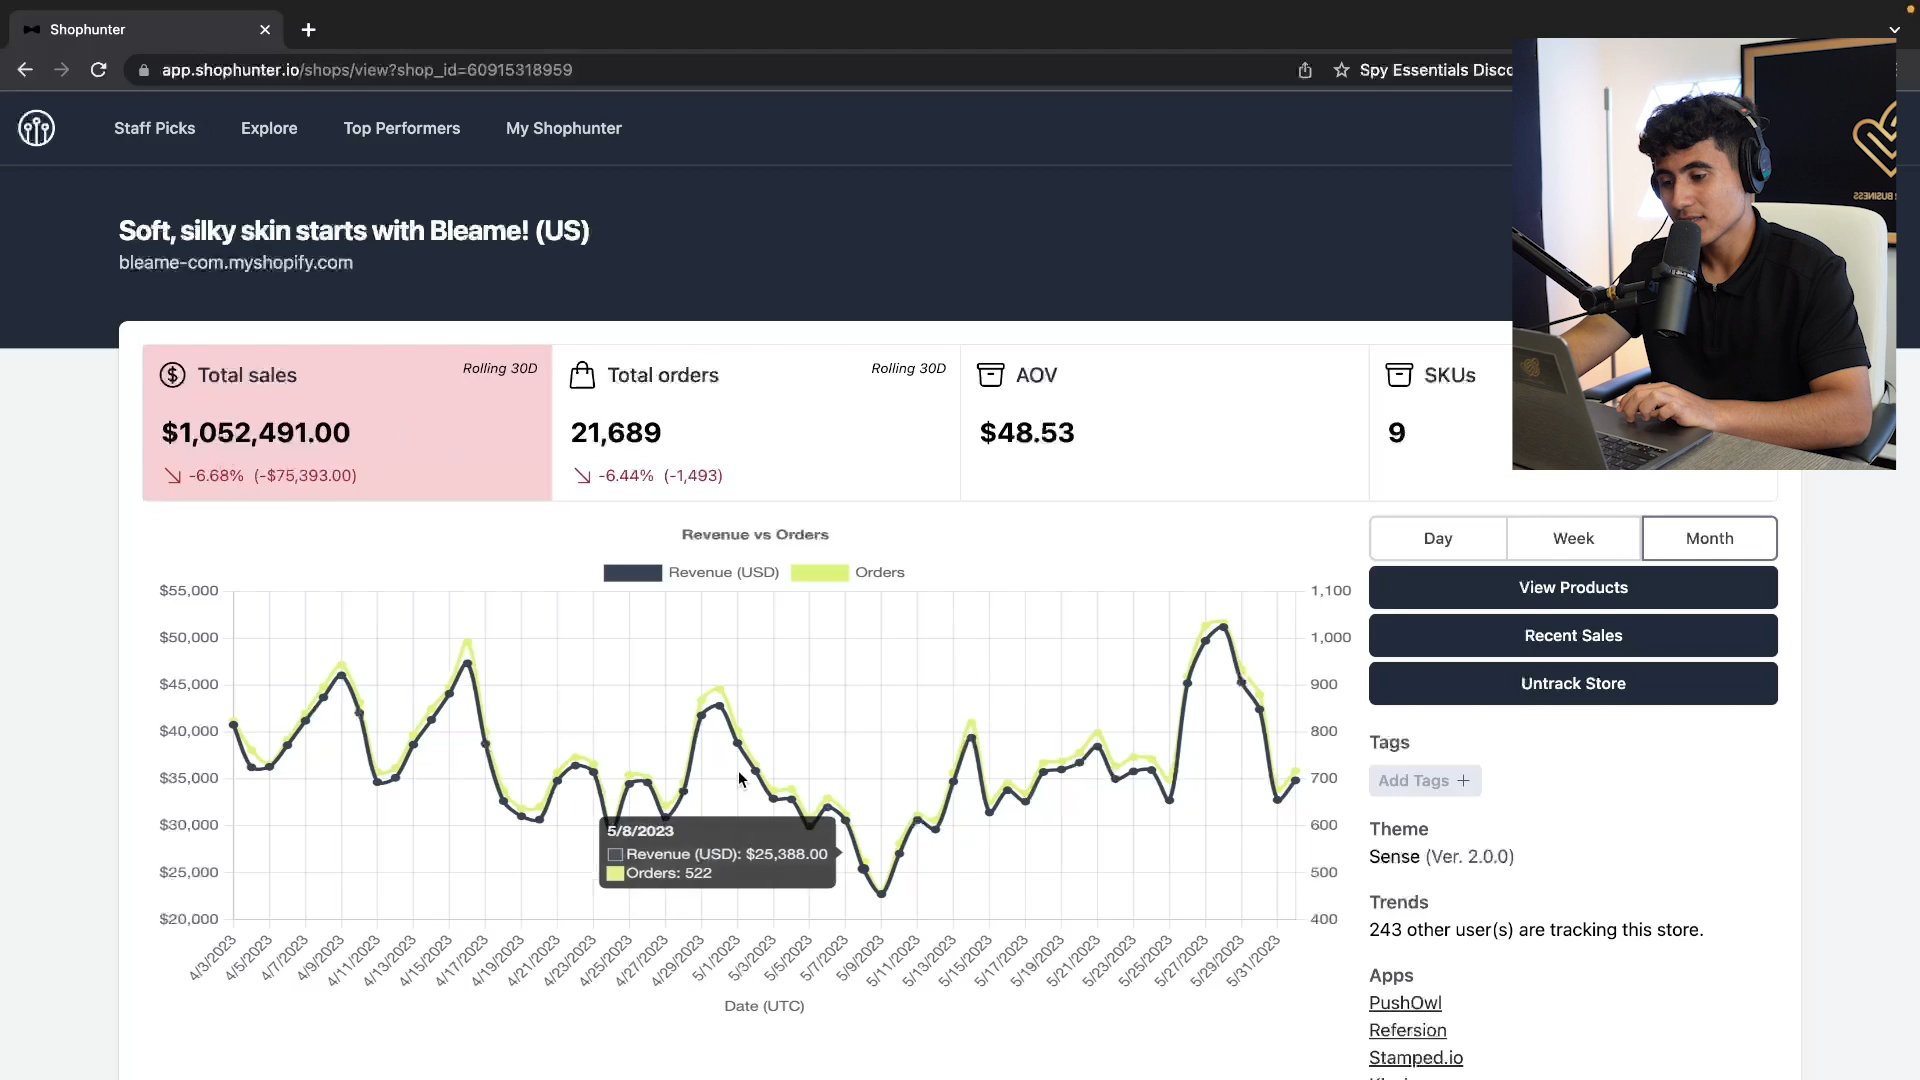 Shophunter
app.shophunter.io/shops/view?shop_id=60915318959
Spy Essentials Disco
Staff Picks
Explore
Top Performers
My Shophunter
Soft, silky skin starts with Bleame! (US)
bleame-com.myshopify.com
BUSINESS
Total sales
Rolling 30D
$1,052,491.00
-6.68% (-$75,393.00)
Total orders
Rolling 30D
21,689
-6.44% (-1,493)
AOV
$48.53
SKUs
9
Revenue vs Orders
Revenue (USD)
Orders
$55,000
$50,000
$45,000
$40,000
$35,000
$30,000
$25,000
$20,000
1,100
1,000
900
800
700
600
500
400
5/8/2023
Revenue (USD): $25,388.00
Orders: 522
4/3/2023
4/5/2023
4/7/2023
4/9/2023
4/11/2023
4/13/2023
4/15/2023
4/17/2023
4/19/2023
4/21/2023
4/23/2023
4/25/2023
4/27/2023
4/29/2023
5/1/2023
5/3/2023
5/5/2023
5/7/2023
5/9/2023
5/11/2023
5/13/2023
5/15/2023
5/17/2023
5/19/2023
5/21/2023
5/23/2023
5/25/2023
5/27/2023
5/29/2023
5/31/2023
Date (UTC)
Day
Week
Month
View Products
Recent Sales
Untrack Store
Tags
Add Tags +
Theme
Sense (Ver. 2.0.0)
Trends
243 other user(s) are tracking this store.
Apps
PushOwl
Refersion
Stamped.io